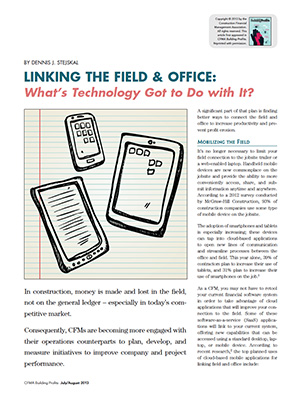 Copyright © 2013 by the
Construction Financial
Management Association.
All rights reserved. This
article first appeared in
CFMA Building Profits.
Reprinted with permission.
BY DENNIS J. STEJSKAL
LINKING THE FIELD & OFFICE:
What's Technology Got to Do with It?
In construction, money is made and lost in the field,
not on the general ledger – especially in today's com-
petitive market.
Consequently, CFMs are becoming more engaged with
their operations counterparts to plan, develop, and
measure initiatives to improve company and project
performance.
A significant part of that plan is finding
better ways to connect the field and
office to increase productivity and pre-
vent profit erosion.
MOBILIZING THE FIELD
It's no longer necessary to limit your
field connection to the jobsite trailer or
a web-enabled laptop. Handheld mobile
devices are now commonplace on the
jobsite and provide the ability to more
conveniently access, share, and sub-
mit information anytime and anywhere.
According to a 2012 survey conducted
by McGraw-Hill Construction, 93% of
construction companies use some type
of mobile device on the jobsite.
The adoption of smartphones and tablets
is especially increasing; these devices
can tap into cloud-based applications
to open new lines of communication
and streamline processes between the
office and field. This year alone, 38% of
contractors plan to increase their use of
tablets, and 31% plan to increase their
use of smartphones on the job.
As a CFM, you may not have to retool
your current financial software system
in order to take advantage of cloud
applications that will improve your con-
nection to the field. Some of these
software-as-a-service (SaaS) applica-
tions will link to your current system,
offering new capabilities that can be
accessed using a standard desktop, lap-
top, or mobile device. According to
recent research, the top planned uses
of cloud-based mobile applications for
linking field and office include:
CFMA Building Profits July/August 2013